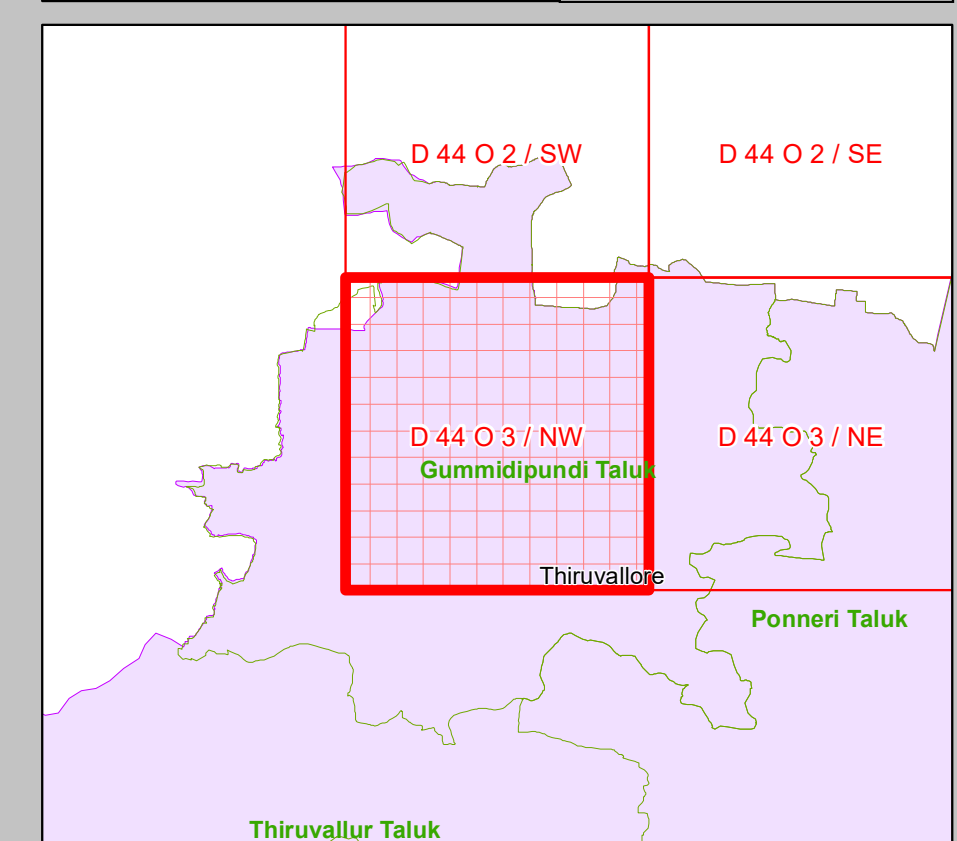 D 44 O 2 / SW
D 44 O 2 / SE
D 44 O 3 / NW
D 44 O 3 / NE
Gummidipundi Taluk
Thiruvallore
Ponneri Taluk
Thiruvallur Taluk